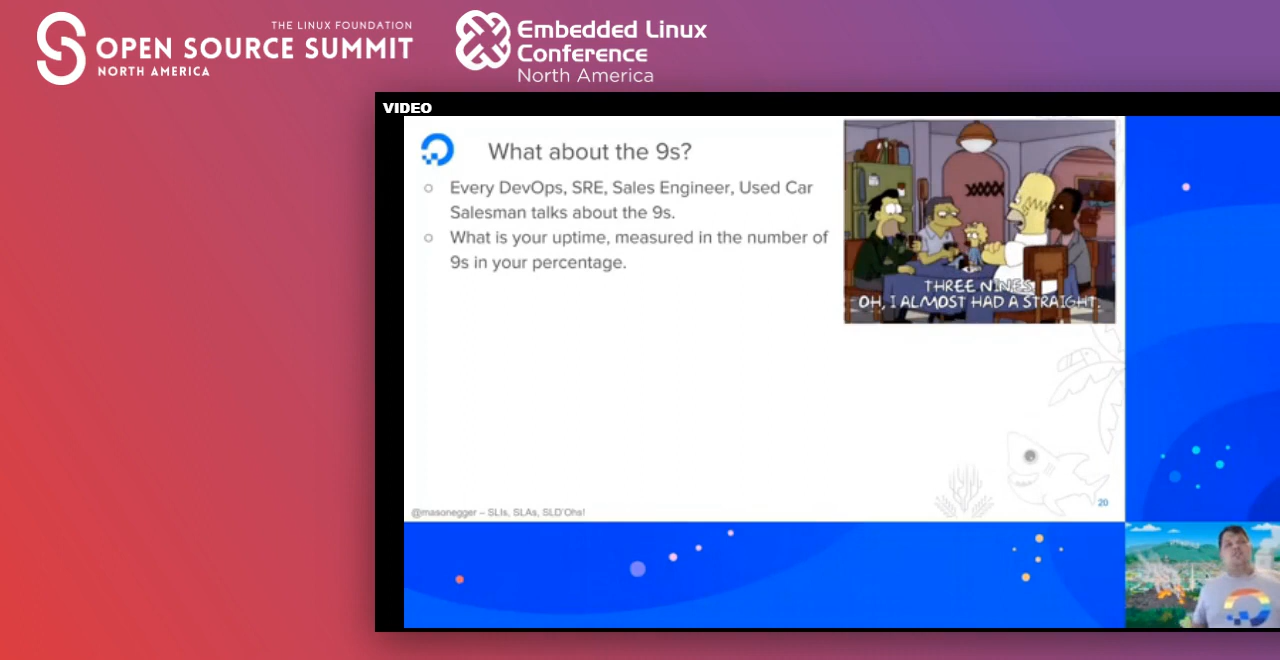 THE LINUX FOUNDATION
OPEN SOURCE SUMMIT
NORTH AMERICA
Embedded Linux
Conference
North America
VIDEO
What about the 9s?
Every DevOps, SRE, Sales Engineer, Used Car
Salesman talks about the 9s.
What is your uptime, measured in the number of
9s in your percentage.
THREE NINES.
OH, I ALMOST HAD A STRAIGHT.
@masonegger – SLIs, SLAs, SLD'Ohs!
20